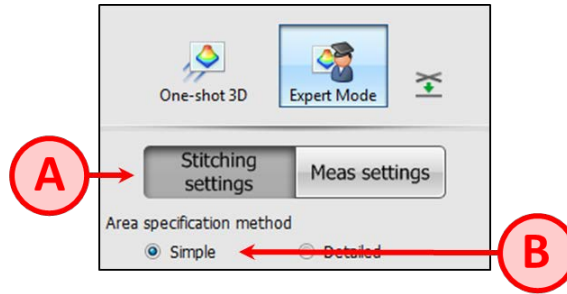 One-shot 3D Expert Mode
A Stitching settings Meas settings
Area specification method
Simple Detailed B